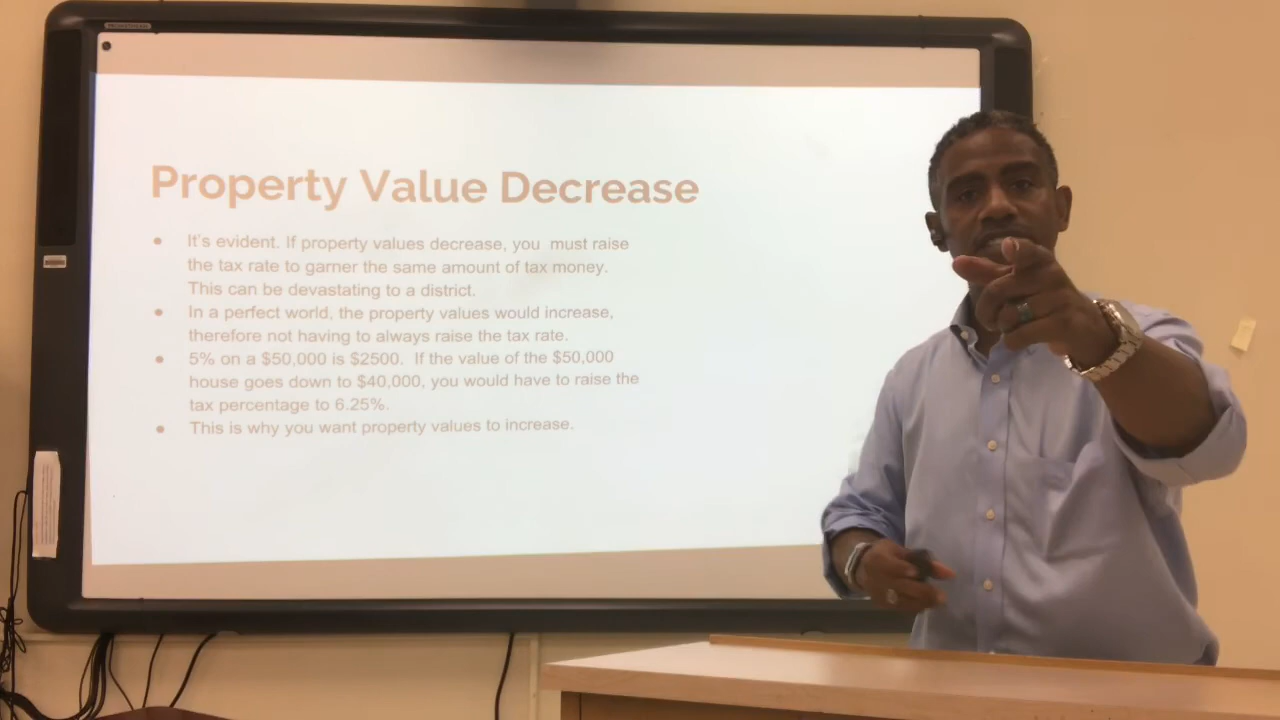 Property Value Decrease
● It's evident. If property values decrease, you must raise
the tax rate to garner the same amount of tax money.
This can be devastating to a district.
● In a perfect world, the property values would increase,
therefore not having to always raise the tax rate.
● 5% on a $50,000 is $2500. If the value of the $50,000
house goes down to $40,000, you would have to raise the
tax percentage to 6.25%.
● This is why you want property values to increase.